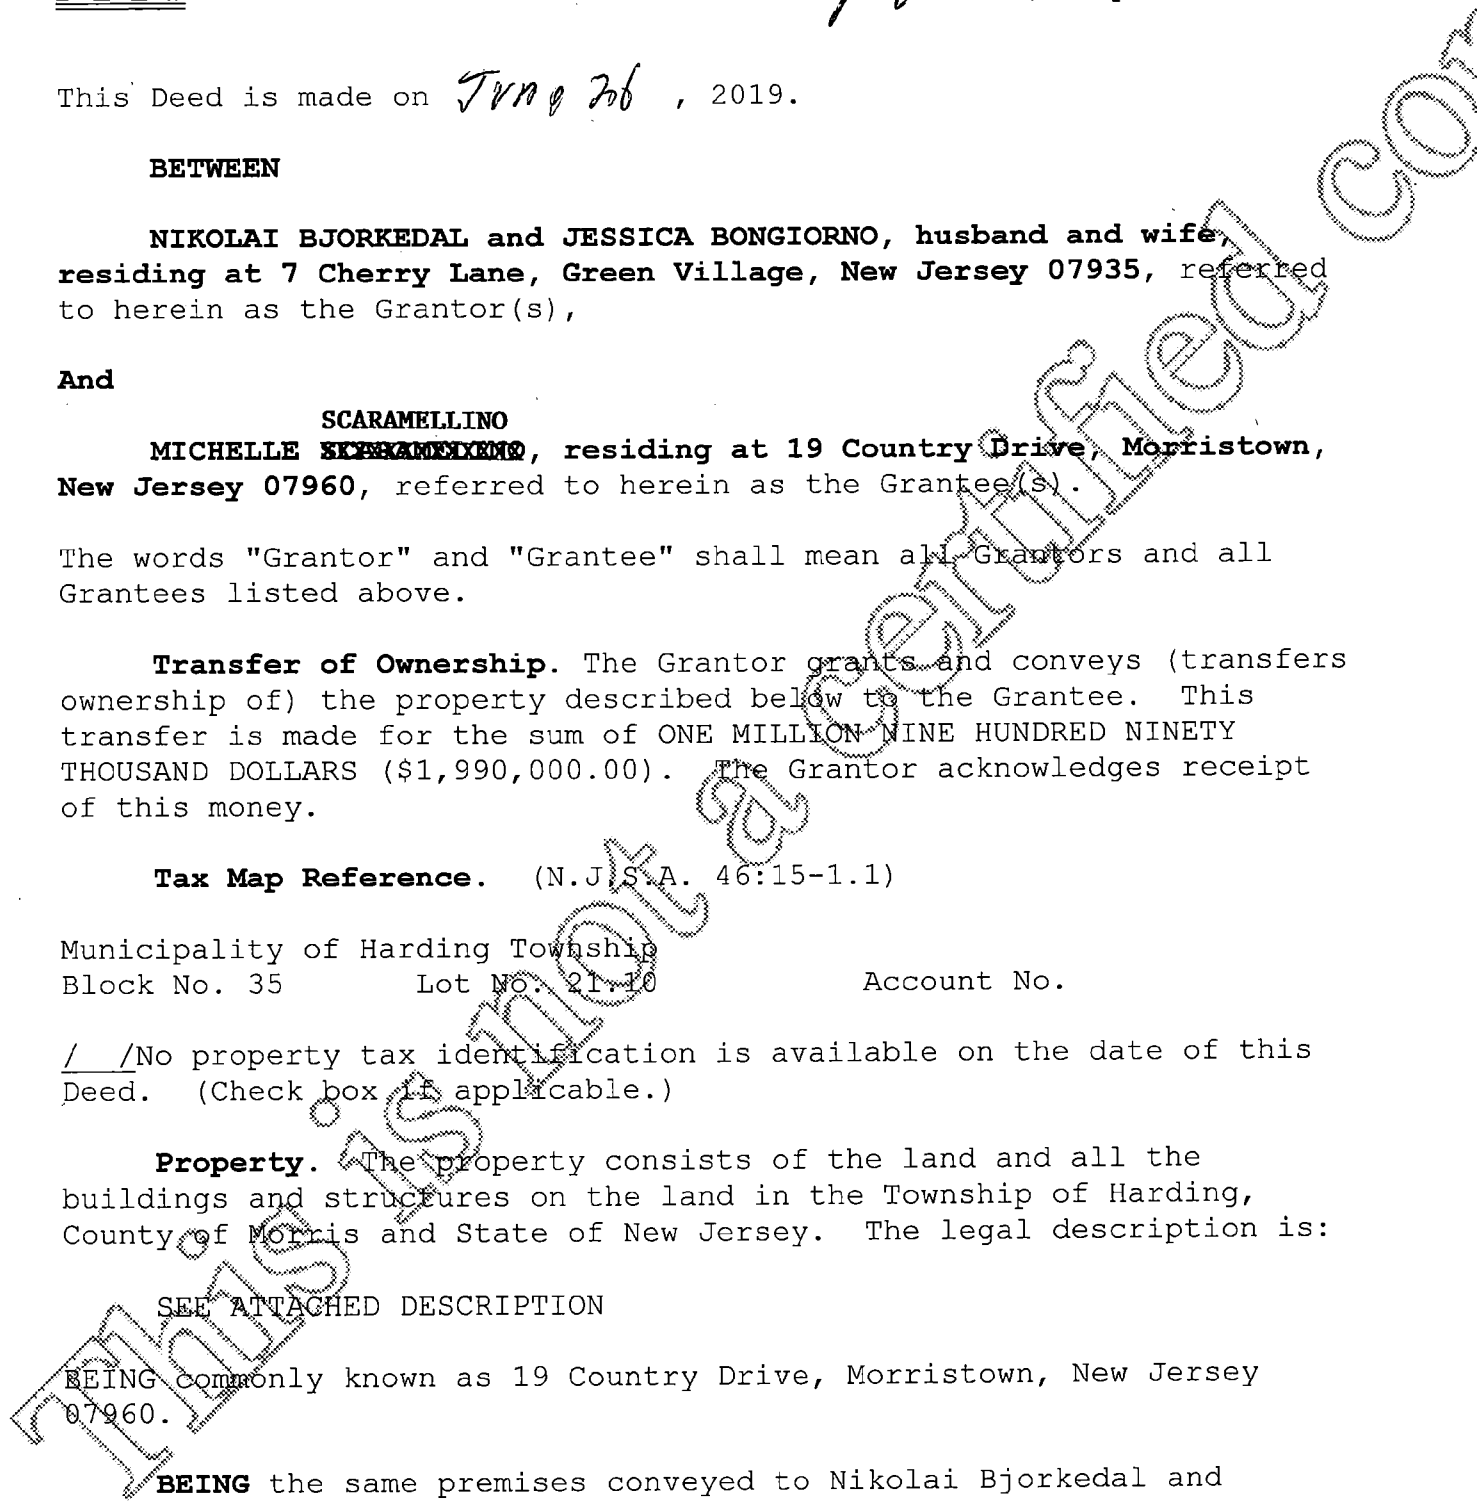 This Deed is made on June 26, 2019.
BETWEEN
NIKOLAI BJORKEDAL and JESSICA BONGIORNO, husband and wife,
residing at 7 Cherry Lane, Green Village, New Jersey 07935, referred
to herein as the Grantor(s),
And
SCARAMELLINO
MICHELLE , residing at 19 Country Drive, Morristown,
New Jersey 07960, referred to herein as the Grantee(s).
The words "Grantor" and "Grantee" shall mean all Grantors and all
Grantees listed above.
Transfer of Ownership. The Grantor grants and conveys (transfers
ownership of) the property described below to the Grantee. This
transfer is made for the sum of ONE MILLION NINE HUNDRED NINETY
THOUSAND DOLLARS ($1,990,000.00). The Grantor acknowledges receipt
of this money.
Tax Map Reference. (N.J.S.A. 46:15-1.1)
Municipality of Harding Township
Block No. 35 Lot No. 21.10 Account No.
/ /No property tax identification is available on the date of this
Deed. (Check box if applicable.)
Property. The property consists of the land and all the
buildings and structures on the land in the Township of Harding,
County of Morris and State of New Jersey. The legal description is:
SEE ATTACHED DESCRIPTION
BEING commonly known as 19 Country Drive, Morristown, New Jersey
07960.
BEING the same premises conveyed to Nikolai Bjorkedal and
This is not a certified cop